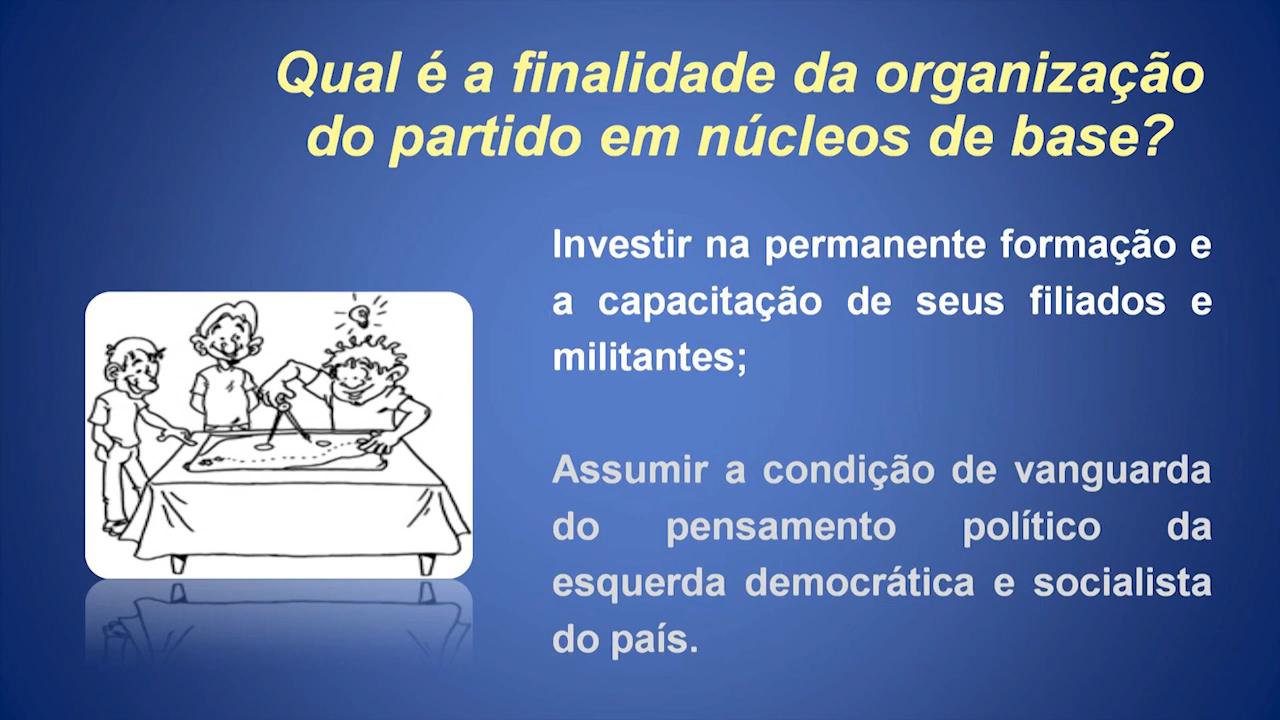 Qual é a finalidade da organização
do partido em núcleos de base?
Investir na permanente formação e
a capacitação de seus filiados e
militantes;
Assumir a condição de vanguarda
do pensamento político da
esquerda democrática e socialista
do país.